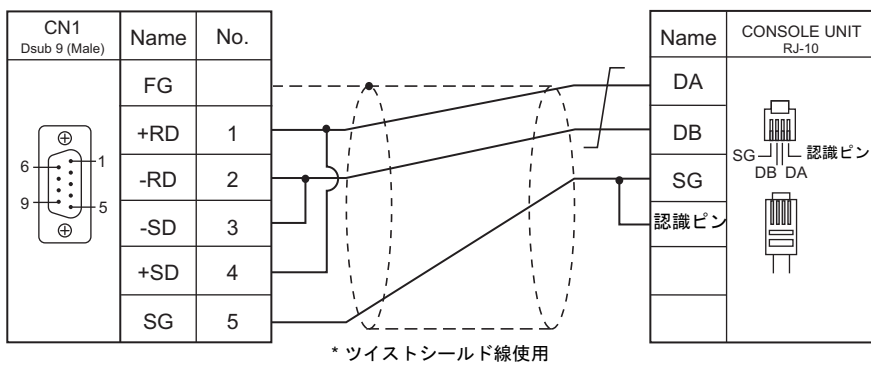 CN1
Dsub 9 (Male)
Name No.
FG
+RD 1
-RD 2
-SD 3
+SD 4
SG 5
6 1
9 5
* ツイストシールド線使用
Name
CONSOLE UNIT
RJ-10
DA
DB
SG
認識ピン
SG 認識ピン
DB DA